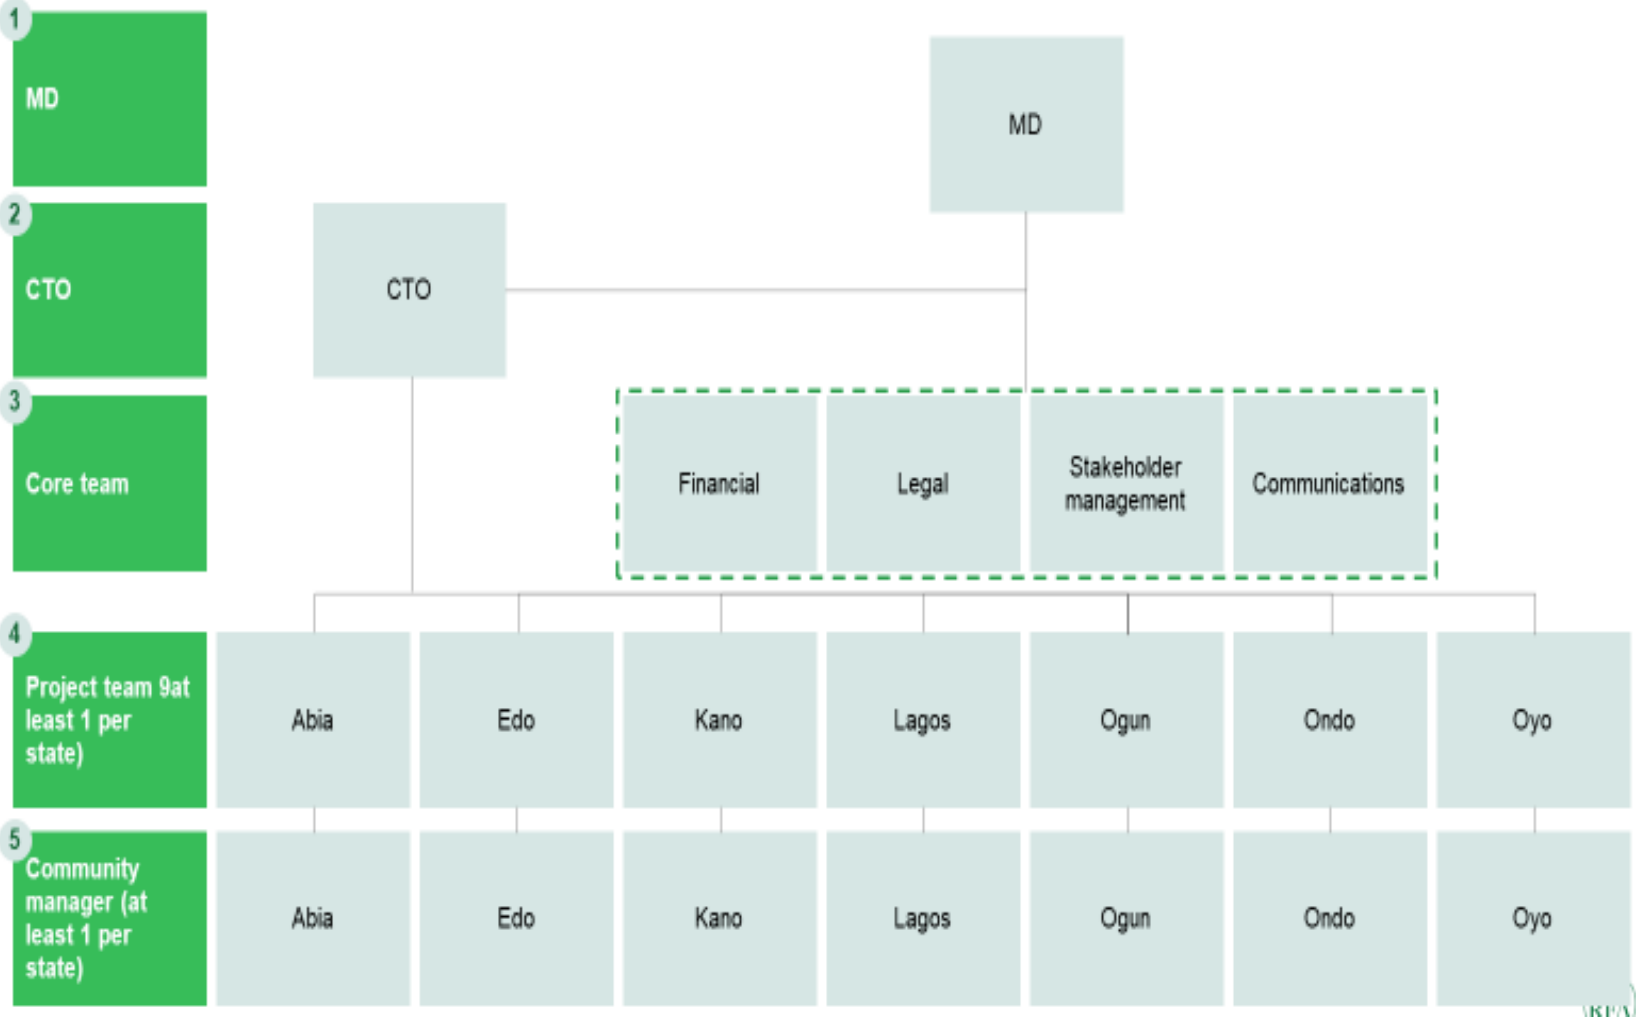 1
MD
MD
2
CTO
CTO
3
Core team
Financial
Legal
Stakeholder
management
Communications
4
Project team 9at
least 1 per
state)
Abia
Edo
Kano
Lagos
Ogun
Ondo
Oyo
5
Community
manager (at
least 1 per
state)
Abia
Edo
Kano
Lagos
Ogun
Ondo
Oyo